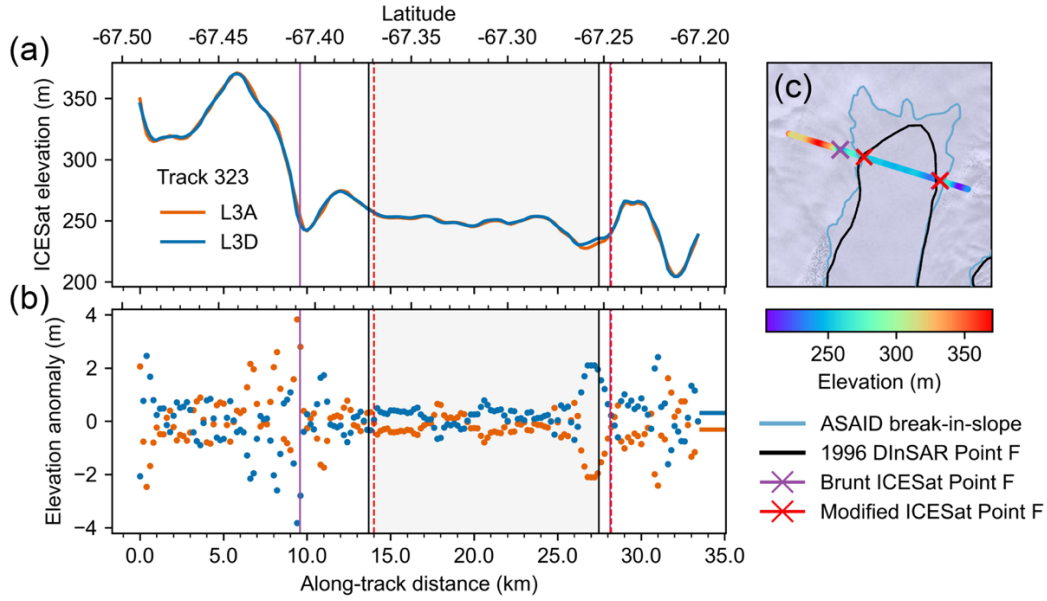 Latitude
-67.50 -67.45 -67.40 -67.35 -67.30 -67.25 -67.20
(a)
ICESat elevation (m)
350
300
250
200
Track 323
L3A
L3D
(b)
Elevation anomaly (m)
4
2
0
-2
-4
0.0 5.0 10.0 15.0 20.0 25.0 30.0 35.0
Along-track distance (km)
(c)
250 300 350
Elevation (m)
ASAID break-in-slope
1996 DInSAR Point F
Brunt ICESat Point F
Modified ICESat Point F